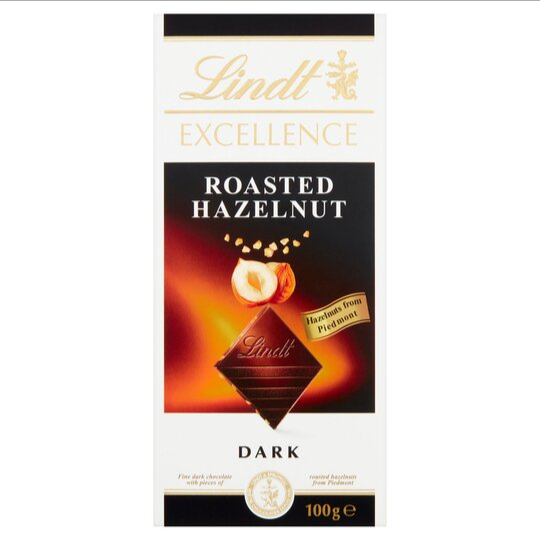 Lindt
EXCELLENCE
ROASTED
HAZELNUT
Hazelnuts from
Piedmont
Lindt
DARK
Fine dark chocolate
with pieces of
roasted hazelnuts
from Piedmont
100g e